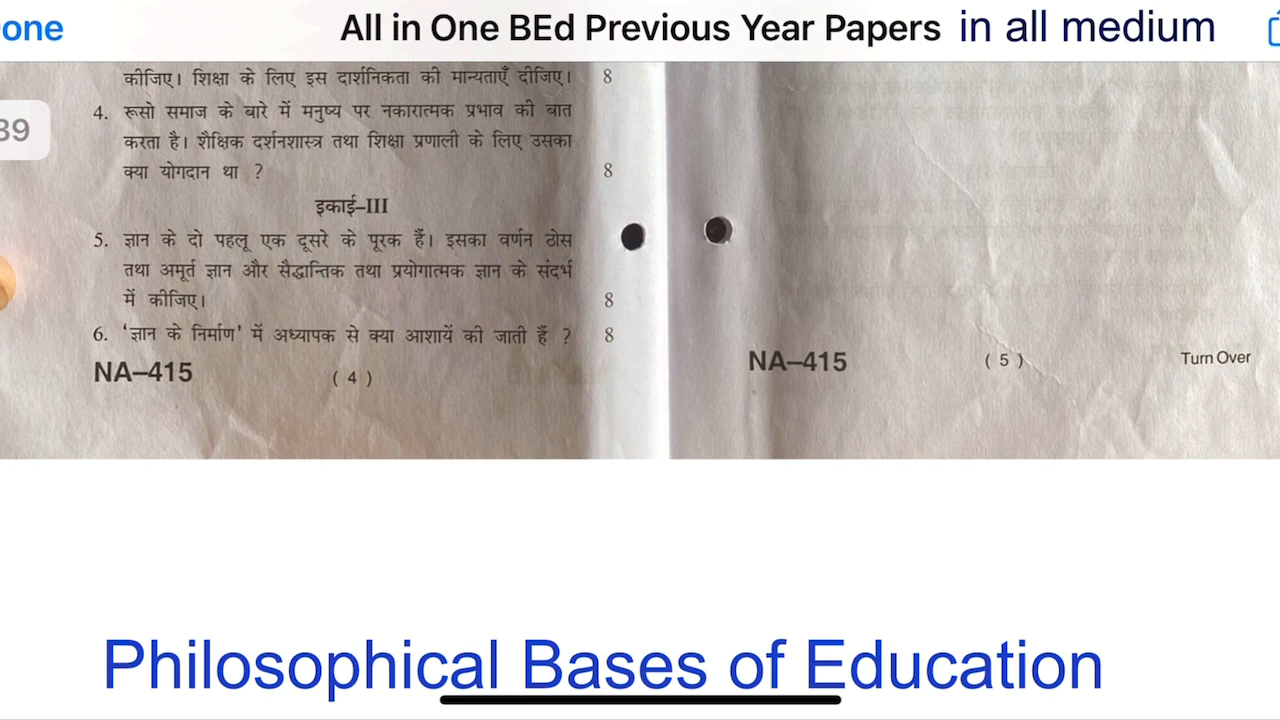 one
All in One BEd Previous Year Papers in all medium
39
कीजिए। शिक्षा के लिए इस दार्शनिकता की मान्यताएँ दीजिए। 8
4. रूसो समाज के बारे में मनुष्य पर नकारात्मक प्रभाव की बात
करता है। शैक्षिक दर्शनशास्त्र तथा शिक्षा प्रणाली के लिए उसका
क्या योगदान था ? 8
इकाई–III
5. ज्ञान के दो पहलू एक दूसरे के पूरक हैं। इसका वर्णन ठोस
तथा अमूर्त ज्ञान और सैद्धान्तिक तथा प्रयोगात्मक ज्ञान के संदर्भ
में कीजिए। 8
6. 'ज्ञान के निर्माण' में अध्यापक से क्या आशायें की जाती हैं ? 8
NA–415 ( 4 )
NA–415 ( 5 ) Turn Over
Philosophical Bases of Education